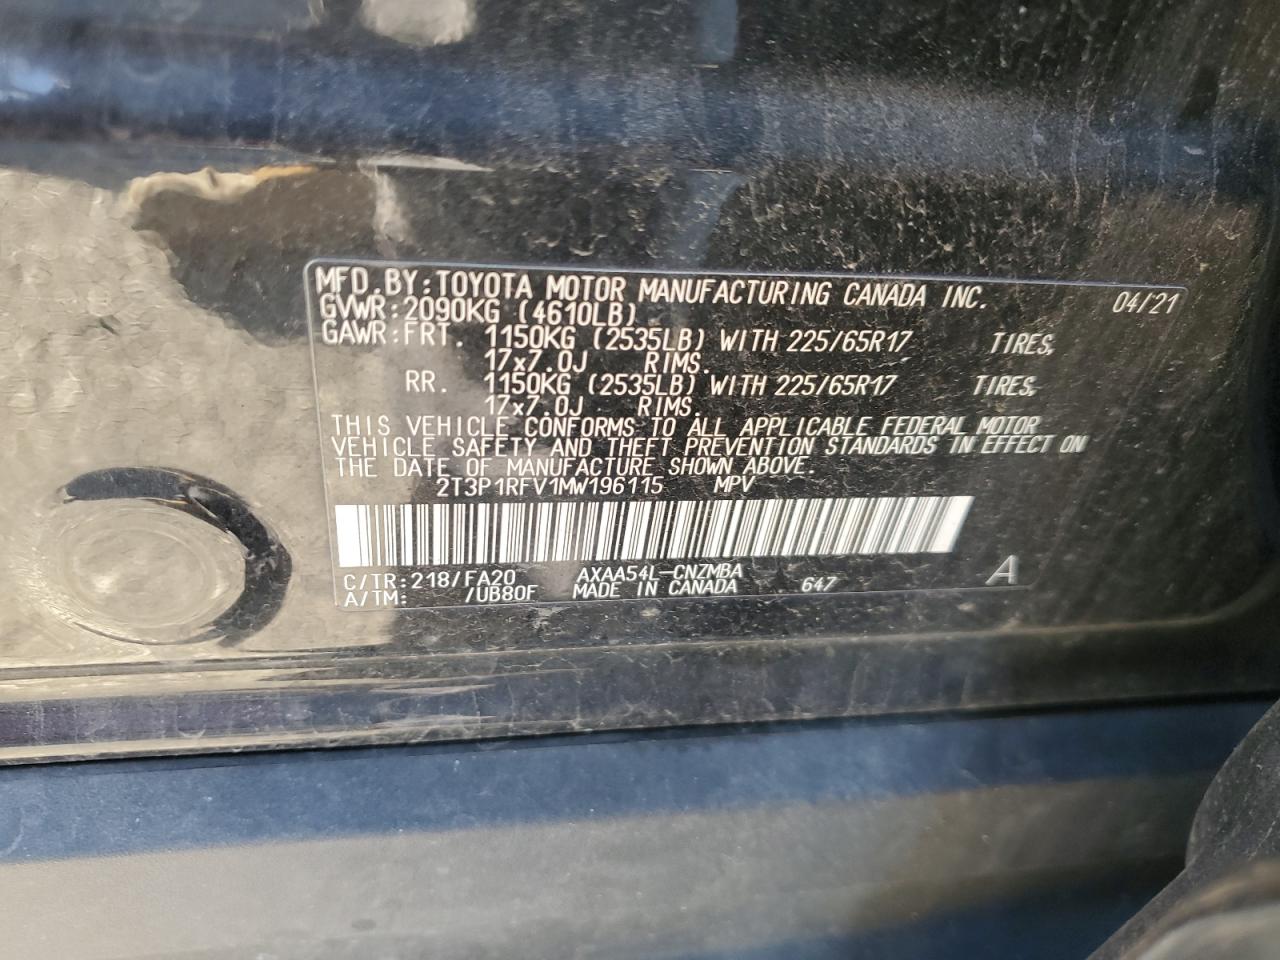 MFD.BY:TOYOTA MOTOR MANUFACTURING CANADA INC. 04/21
GVWR:2090KG (4610LB)
GAWR:FRT. 1150KG (2535LB) WITH 225/65R17 TIRES,
17x7.0J RIMS.
RR. 1150KG (2535LB) WITH 225/65R17 TIRES,
17x7.0J RIMS.
THIS VEHICLE CONFORMS TO ALL APPLICABLE FEDERAL MOTOR
VEHICLE SAFETY AND THEFT PREVENTION STANDARDS IN EFFECT ON
THE DATE OF MANUFACTURE SHOWN ABOVE.
2T3P1RFV1MW196115 MPV
C/TR:218/FA20 AXAA54L-CNZMBA 647 A
A/TM: /UB80F MADE IN CANADA